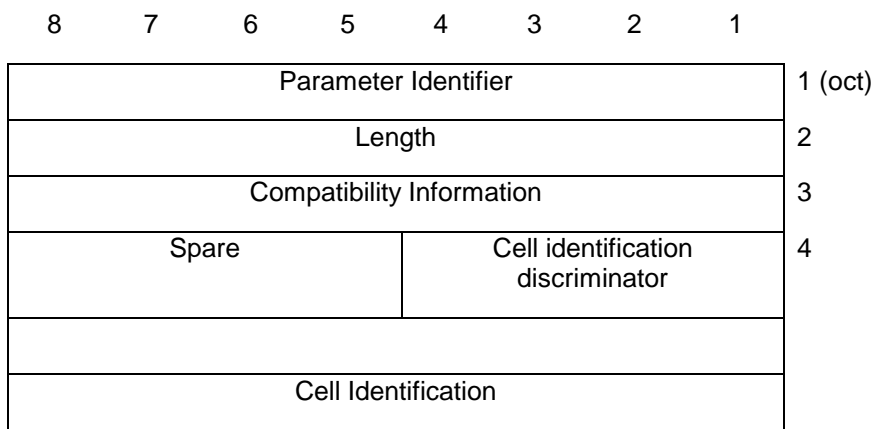 8 7 6 5 4 3 2 1
Parameter Identifier 1 (oct)
Length 2
Compatibility Information 3
Spare Cell identification 4
discriminator
Cell Identification